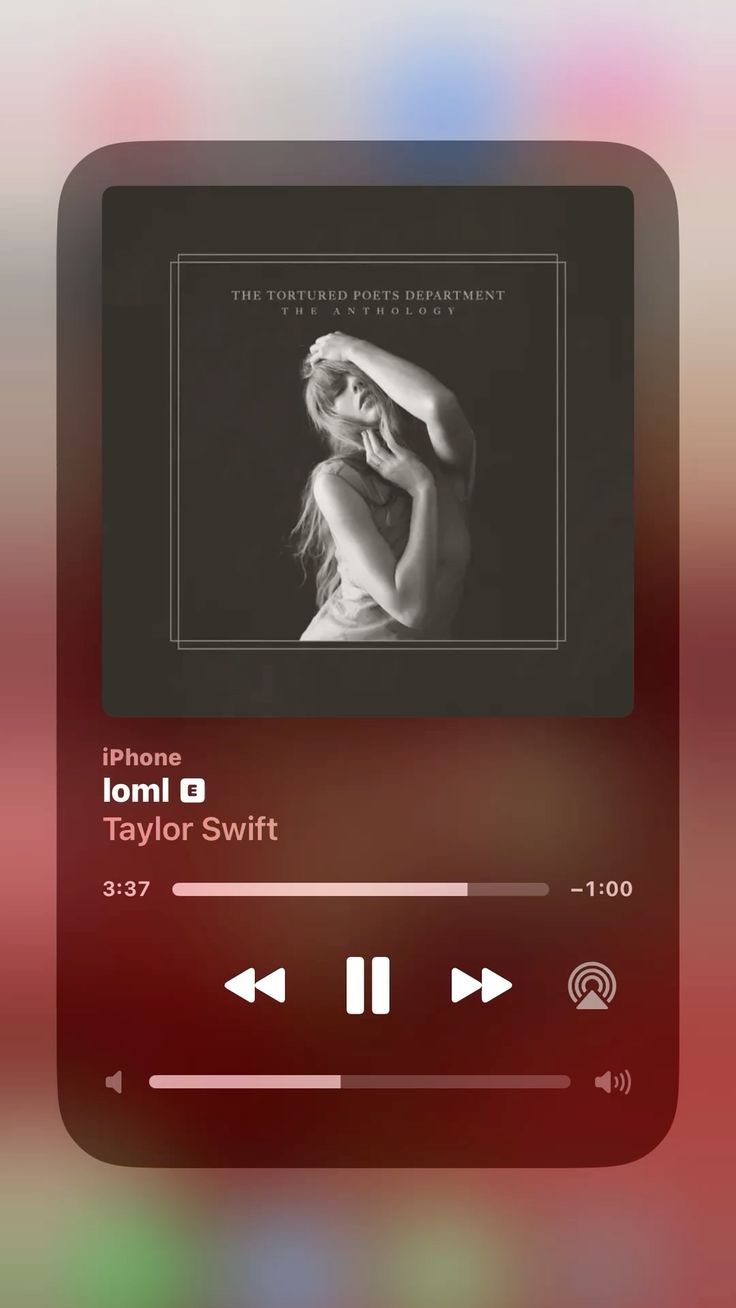 THE TORTURED POETS DEPARTMENT
THE ANTHOLOGY
iPhone
loml E
Taylor Swift
3:37 −1:00